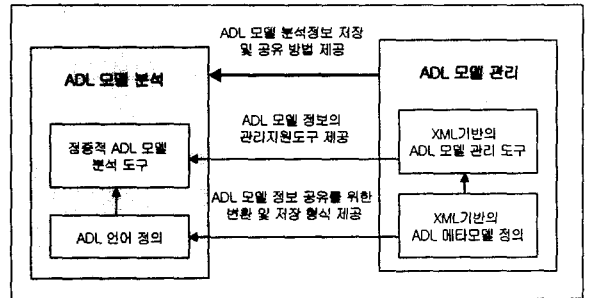 ADL 모델 분석정보 저장
및 공유 방법 제공
ADL 모델 분석
ADL 모델 관리
점증적 ADL 모델
분석 도구
ADL 모델 정보의
관리지원도구 제공
XML기반의
ADL 모델 관리 도구
ADL 모델 정보 공유를 위한
변환 및 저장 형식 제공
ADL 언어 정의
XML기반의
ADL 메타모델 정의